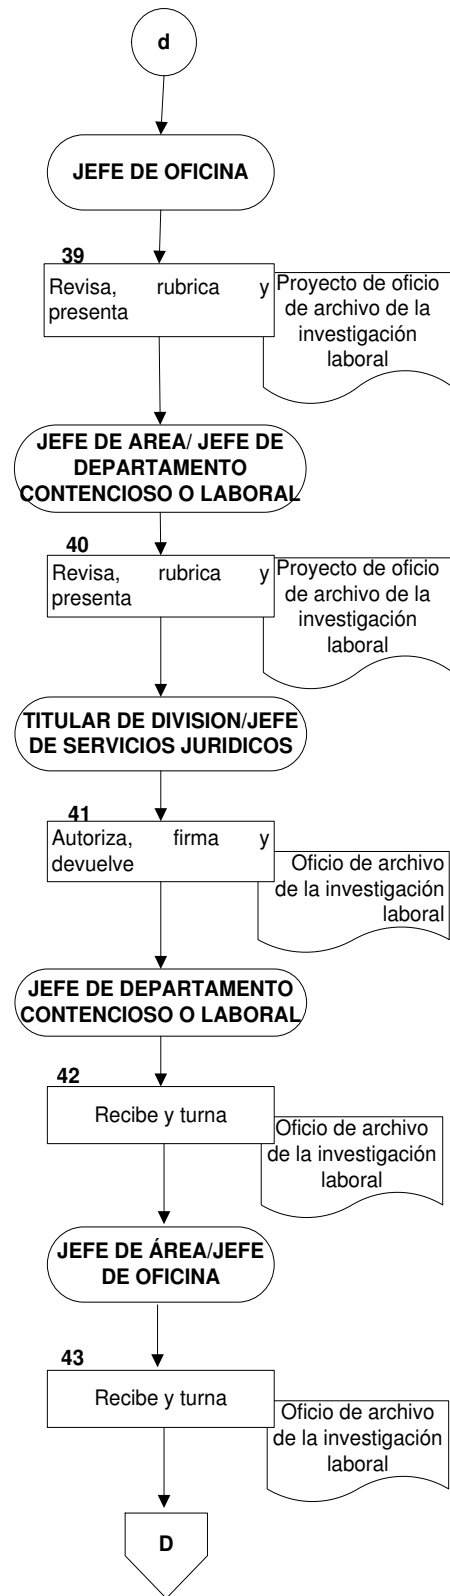 d
JEFE DE OFICINA
39
Revisa, rubrica y
presenta
Proyecto de oficio
de archivo de la
investigación
laboral
JEFE DE AREA/ JEFE DE
DEPARTAMENTO
CONTENCIOSO O LABORAL
40
Revisa, rubrica y
presenta
Proyecto de oficio
de archivo de la
investigación
laboral
TITULAR DE DIVISION/JEFE
DE SERVICIOS JURIDICOS
41
Autoriza, firma y
devuelve
Oficio de archivo
de la investigación
laboral
JEFE DE DEPARTAMENTO
CONTENCIOSO O LABORAL
42
Recibe y turna
Oficio de archivo
de la investigación
laboral
JEFE DE ÁREA/JEFE
DE OFICINA
43
Recibe y turna
Oficio de archivo
de la investigación
laboral
D